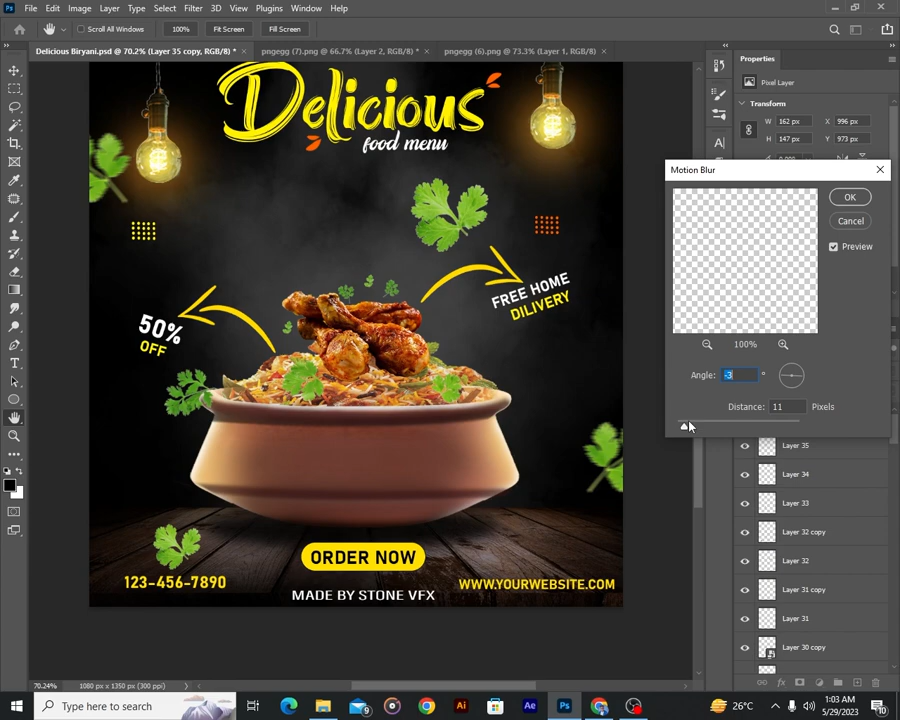 Ps File Edit Image Layer Type Select Filter 3D View Plugins Window Help
Scroll All Windows 100% Fit Screen Fill Screen
Delicious Biryani.psd @ 70.2% (Layer 35 copy, RGB/8) * × pngegg (7).png @ 66.7% (Layer 2, RGB/8) * × pngegg (6).png @ 73.3% (Layer 1, RGB/8) ×
Properties
Pixel Layer
Transform
W 162 px X 996 px
H 147 px Y 973 px
Delicious
food menu
FREE HOME
DILIVERY
50%
OFF
ORDER NOW
123-456-7890
WWW.YOURWEBSITE.COM
MADE BY STONE VFX
Motion Blur
OK
Cancel
Preview
100%
Angle: -3 °
Distance: 11 Pixels
Layer 35
Layer 34
Layer 33
Layer 32 copy
Layer 32
Layer 31 copy
Layer 31
Layer 30 copy
70.24% 1080 px x 1350 px (300 ppi)
Type here to search
Ai
Ae
Ps
26°C
1:03 AM
5/29/2023
10